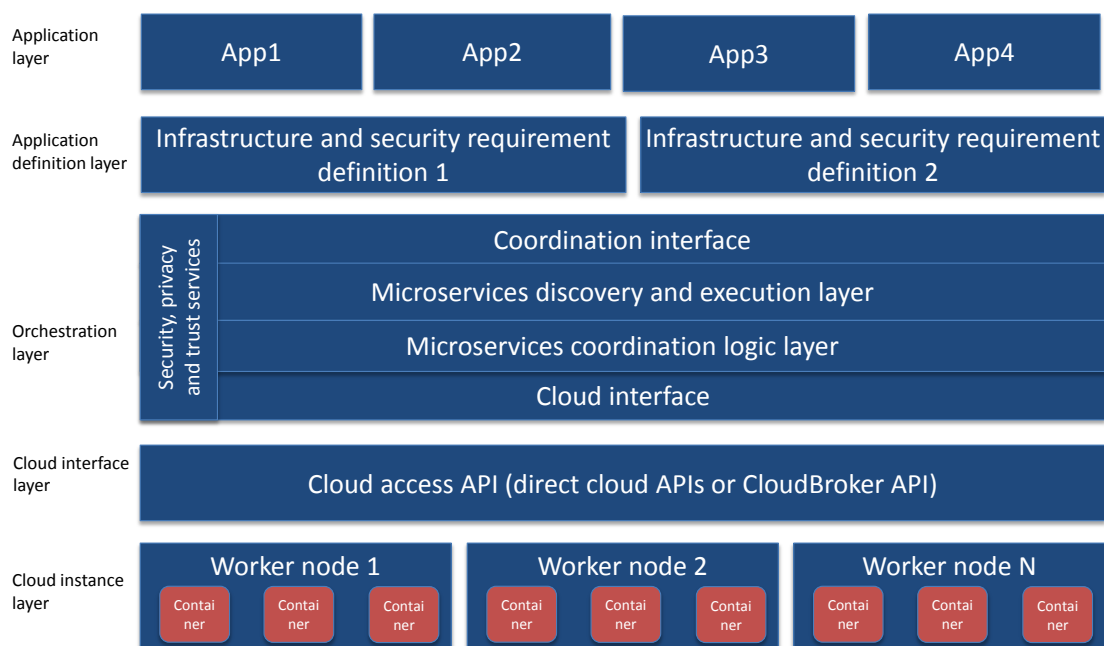 Application
layer
App1
App2
App3
App4
Application
definition layer
Infrastructure and security requirement
definition 1
Infrastructure and security requirement
definition 2
Orchestration
layer
Security, privacy
and trust services
Coordination interface
Microservices discovery and execution layer
Microservices coordination logic layer
Cloud interface
Cloud interface
layer
Cloud access API (direct cloud APIs or CloudBroker API)
Cloud instance
layer
Worker node 1
Contai
ner
Contai
ner
Contai
ner
Worker node 2
Contai
ner
Contai
ner
Contai
ner
Worker node N
Contai
ner
Contai
ner
Contai
ner